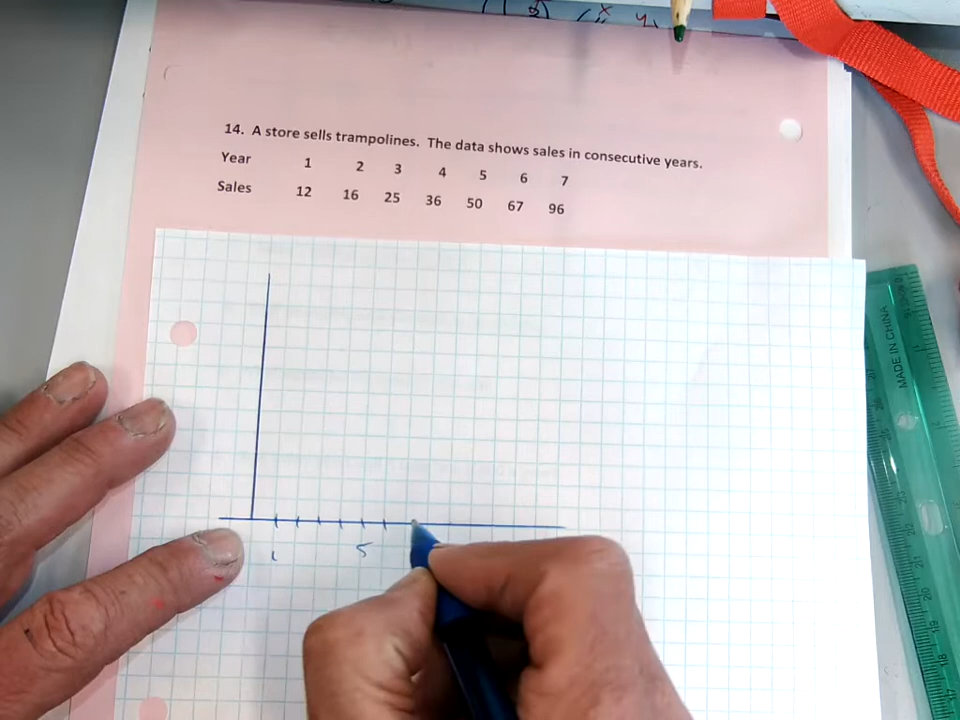 14. A store sells trampolines. The data shows sales in consecutive years.
Year 1 2 3 4 5 6 7
Sales 12 16 25 36 50 67 96
1 5
MADE IN CHINA